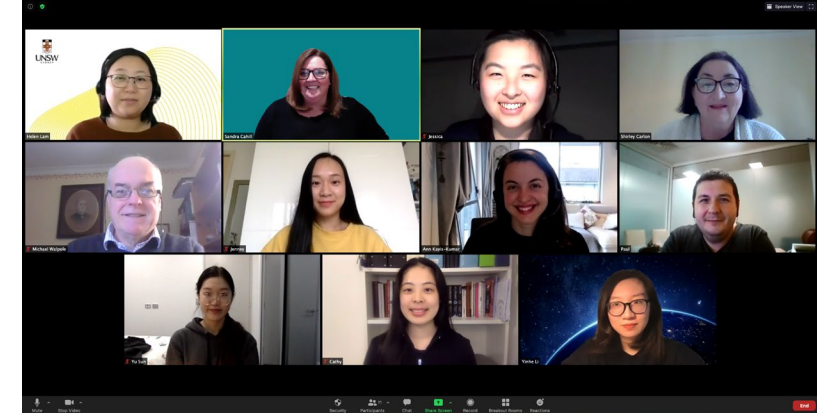 Speaker View
UNSW
SYDNEY
Helen Lam
Sandra Cahill
Jessica
Shirley Carlon
Michael Walpole
Jenney
Ann Kayis-Kumar
Paul
Yu Sun
Cathy
Yinhe Li
Mute
Stop Video
Security
Participants
Chat
Share Screen
Record
Breakout Rooms
Reactions
End